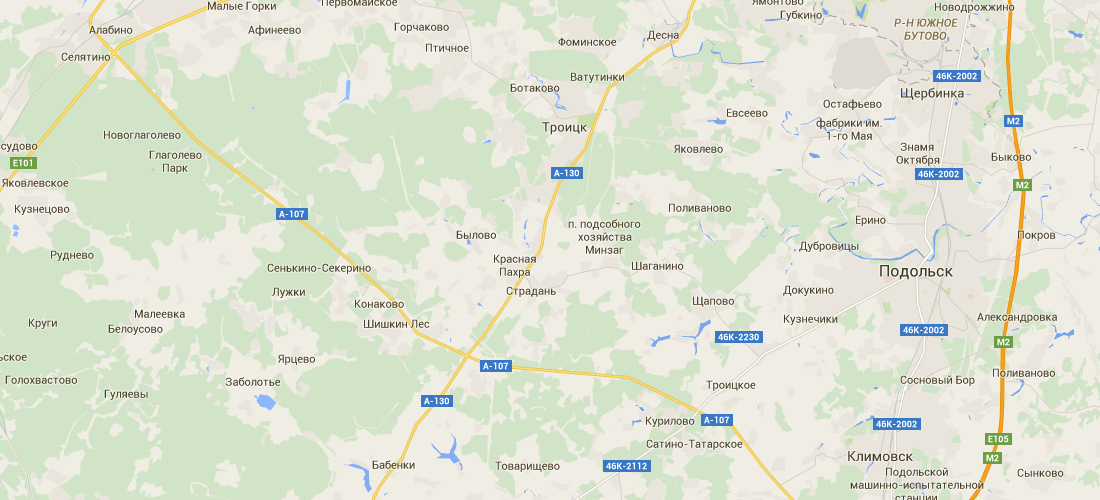 Малые Горки
Первомайское
Ямонтово
Новодрожжино
Губкино
Алабино
Афинеево
Горчаково
Р-Н ЮЖНОЕ
БУТОВО
Десна
Фоминское
Птичное
Селятино
Ватутинки
46К-2002
Ботаково
Щербинка
Остафьево
Евсеево
M2
фабрики им.
1-го Мая
Троицк
Новоглаголево
судово
Знамя
Октября
Яковлево
Глаголево
Парк
Быково
E101
А-130
46К-2002
Яковлевское
M2
Кузнецово
А-107
Поливаново
Ерино
п. подсобного
хозяйства
Минзаг
Былово
Покров
Дубровицы
Руднево
Красная
Пахра
Сенькино-Секерино
Шаганино
Подольск
Лужки
Страдань
Докукино
Конаково
Щапово
Малеевка
Кузнечики
Александровка
Круги
Белоусово
Шишкин Лес
46К-2002
46К-2230
M2
ьское
Ярцево
А-107
Поливаново
Голохвастово
Заболотье
Сосновый Бор
Троицкое
Гуляевы
А-130
Курилово
А-107
46К-2002
Сатино-Татарское
E105
Климовск
M2
Бабенки
Товарищево
46К-2112
Подольской
машинно-испытательной
станции
Сынково